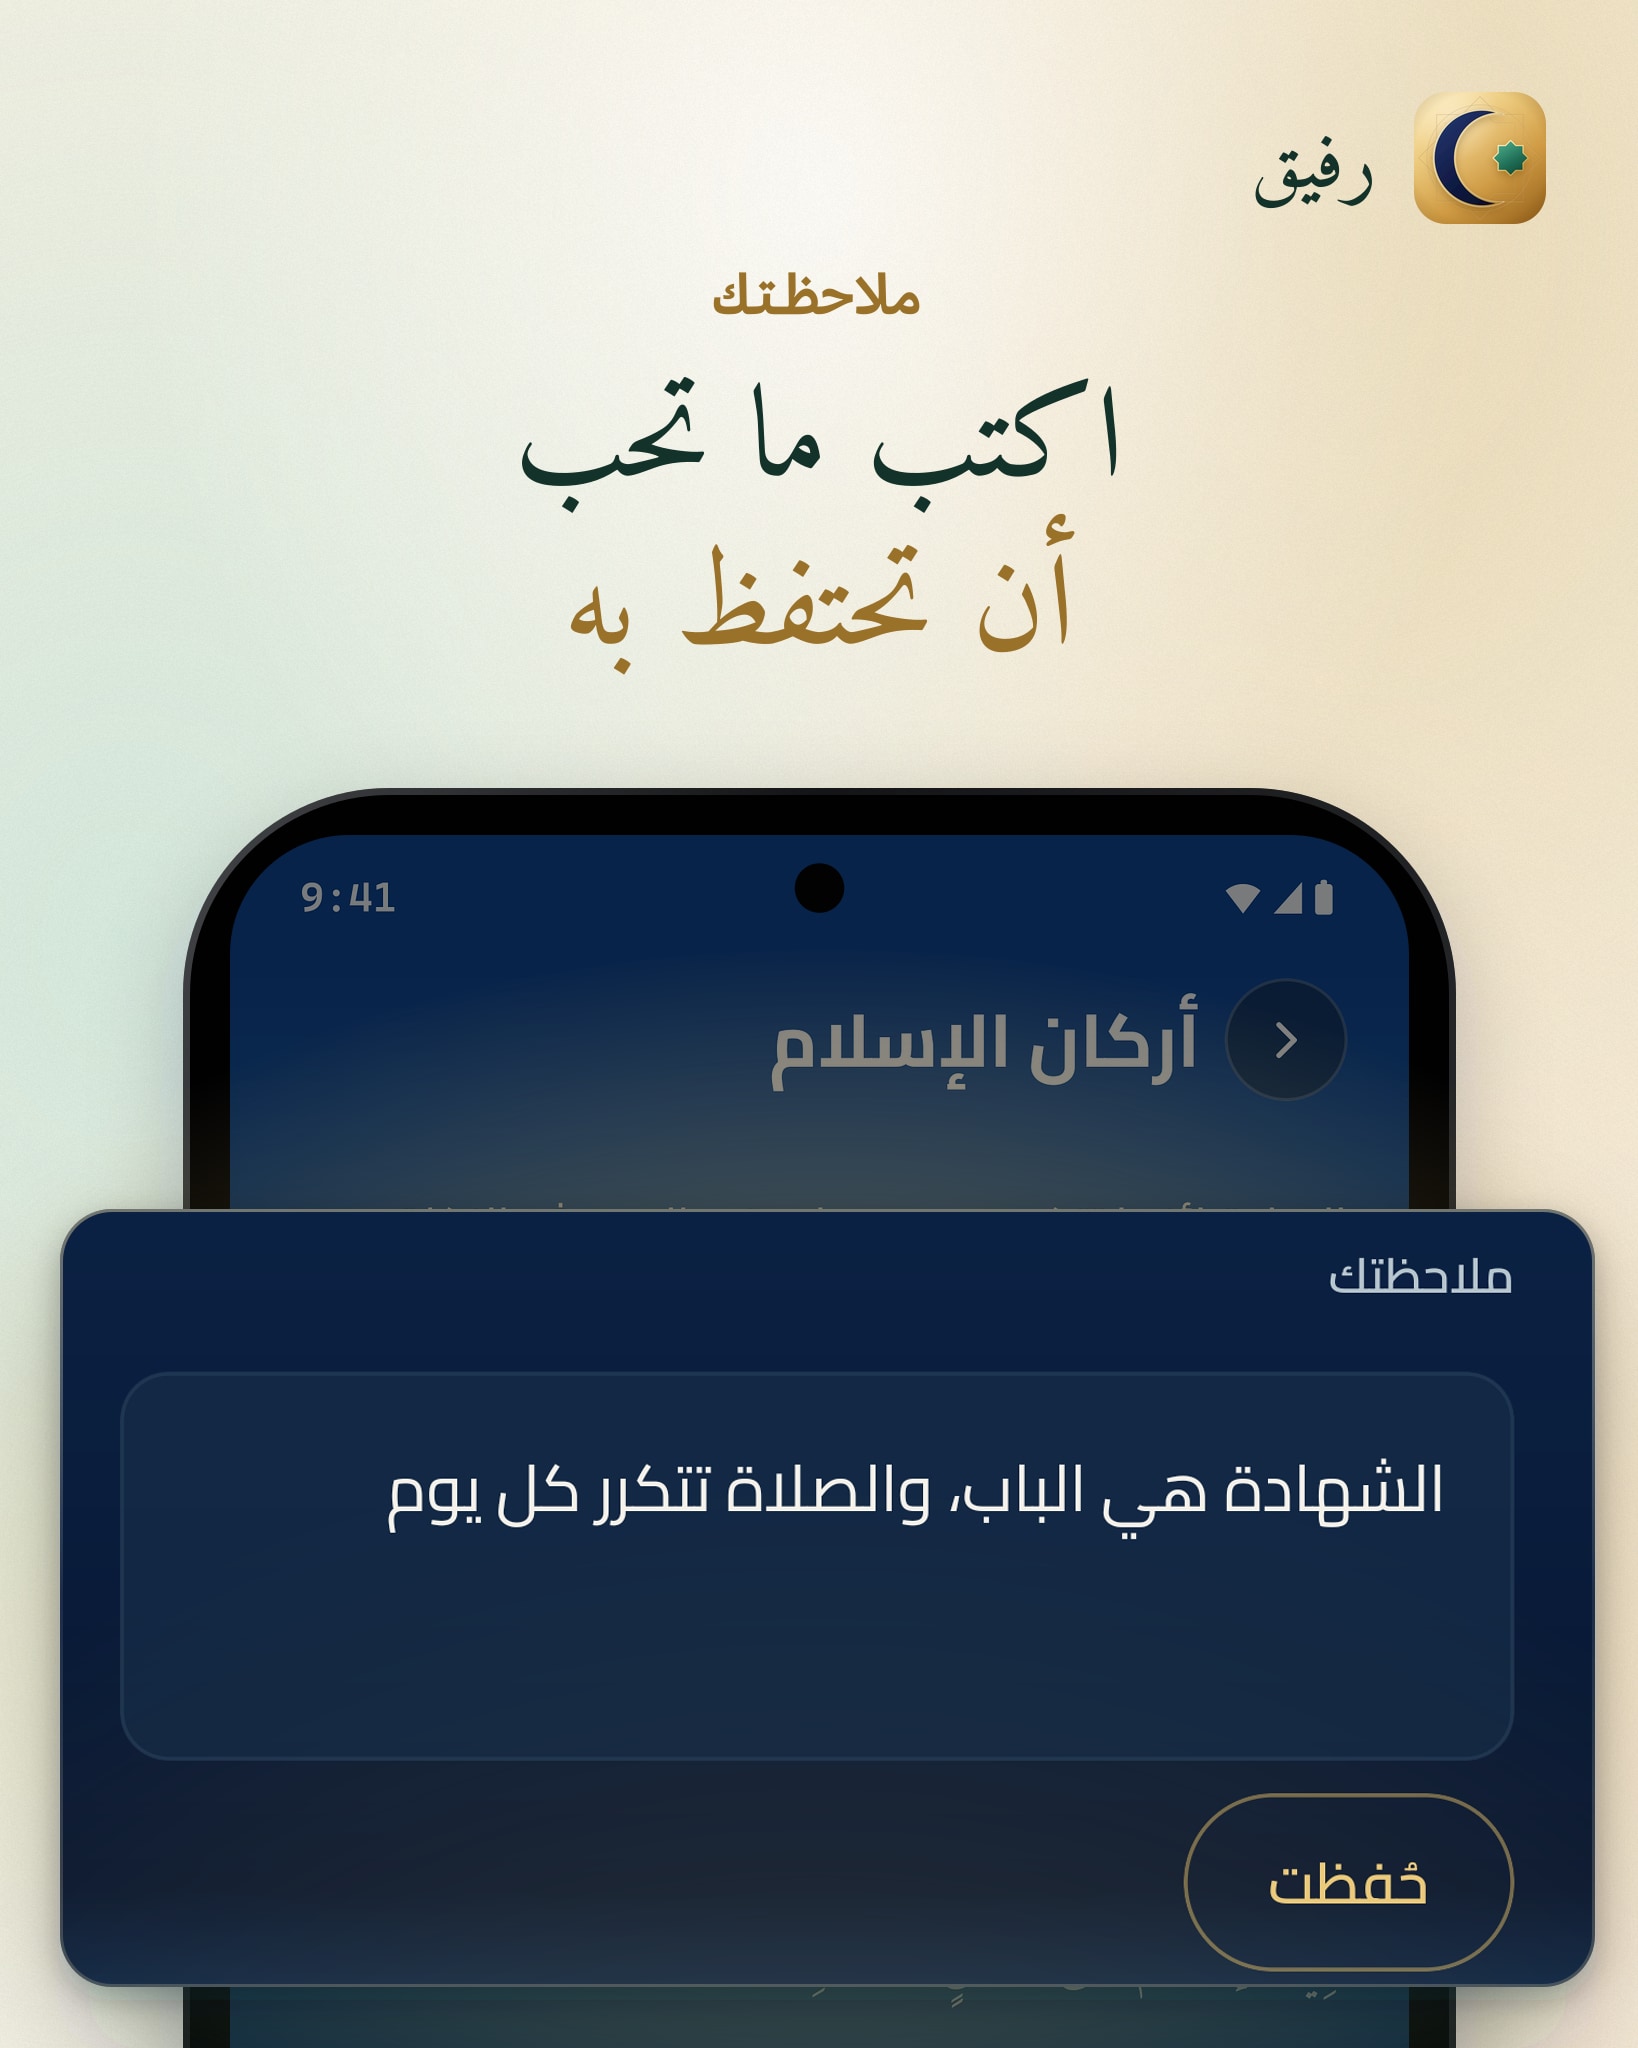 رفيق
ملاحظتك
اكتب ما تحب
أن تحتفظ به
9:41
أركان الإسلام
ملاحظتك
الشهادة هي الباب، والصلاة تتكرر كل يوم
حُفظت